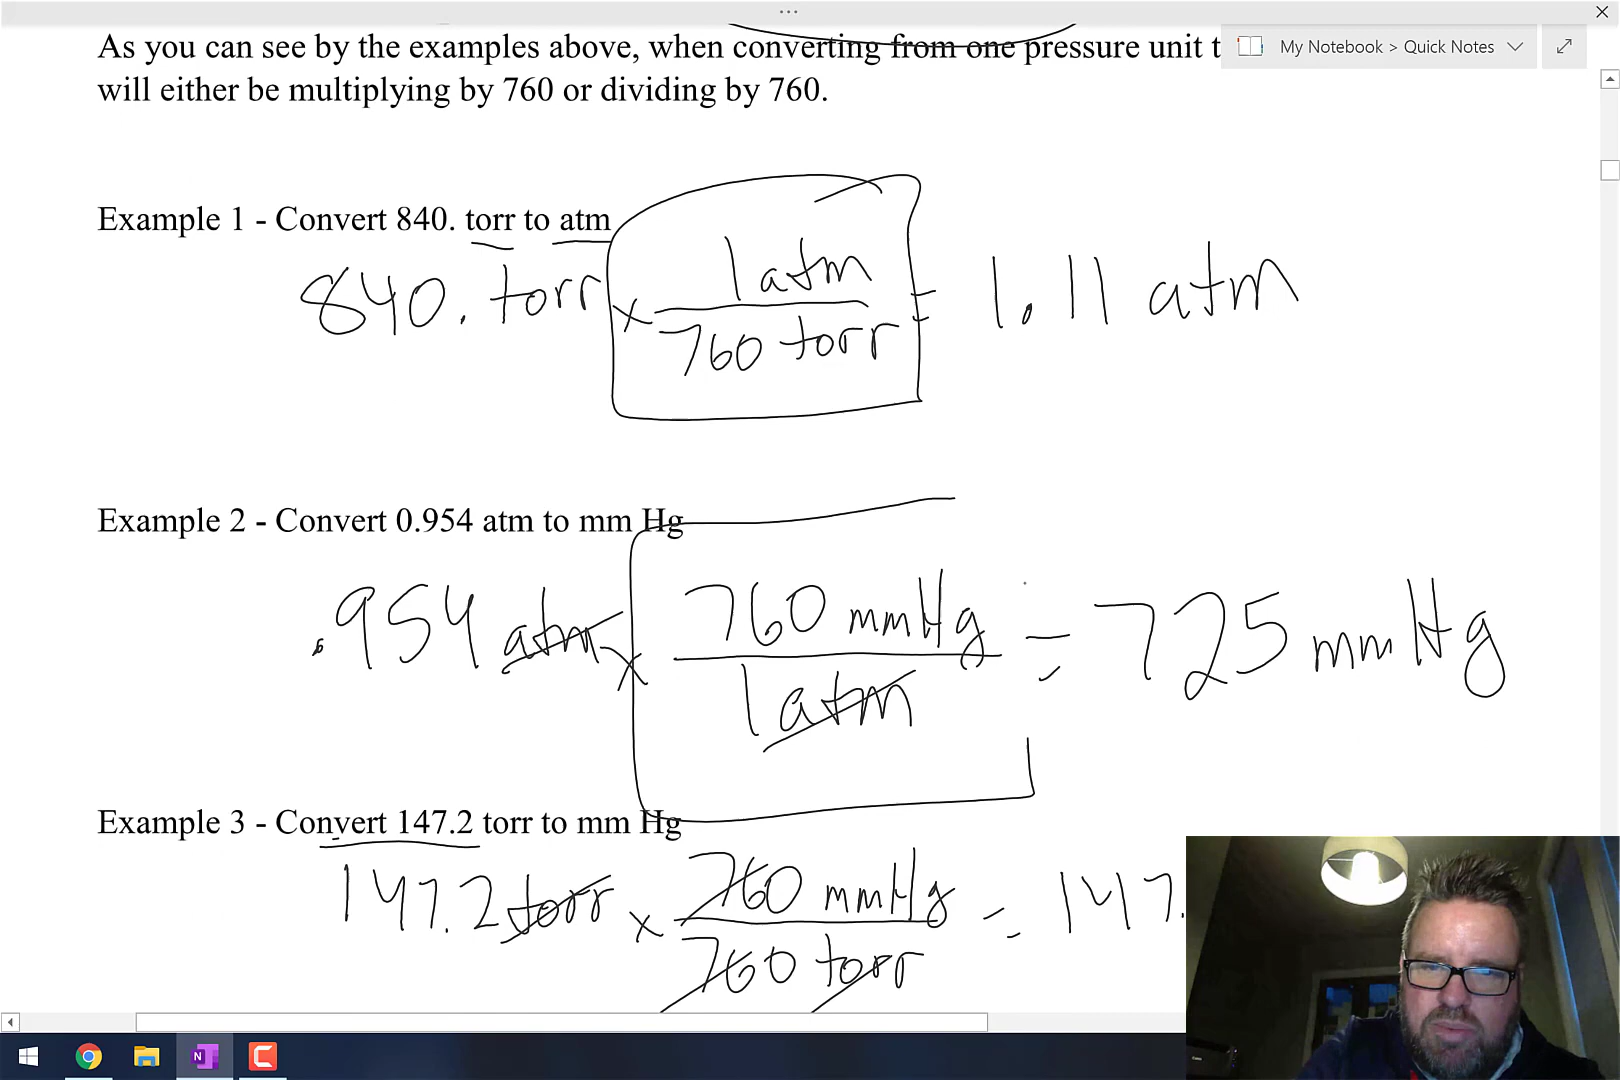 As you can see by the examples above, when converting from one pressure unit t
My Notebook > Quick Notes
will either be multiplying by 760 or dividing by 760.
Example 1 - Convert 840. torr to atm
840. torr x 1 atm / 760 torr = 1.11 atm
Example 2 - Convert 0.954 atm to mm Hg
.954 atm x 760 mmHg / 1 atm = 725 mmHg
Example 3 - Convert 147.2 torr to mm Hg
147.2 torr x 760 mmHg / 760 torr = 147.